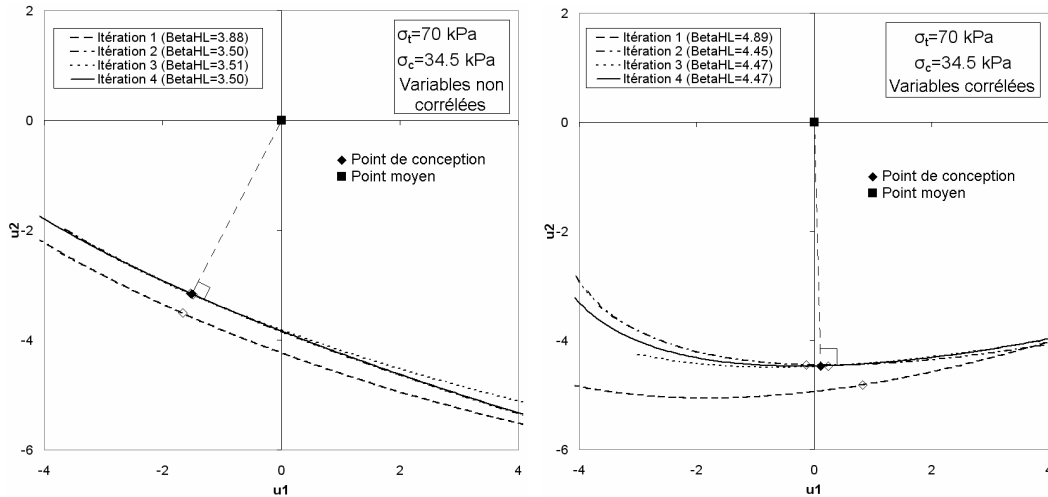 2
Itération 1 (BetaHL=3.88)
Itération 2 (BetaHL=3.50)
Itération 3 (BetaHL=3.51)
Itération 4 (BetaHL=3.50)
σt=70 kPa
σc=34.5 kPa
Variables non
corrélées
0
Point de conception
Point moyen
u2
-2
-4
-6
-4 -2 0 2 4
u1
2
Itération 1 (BetaHL=4.89)
Itération 2 (BetaHL=4.45)
Itération 3 (BetaHL=4.47)
Itération 4 (BetaHL=4.47)
σt=70 kPa
σc=34.5 kPa
Variables corrélées
0
Point de conception
Point moyen
u2
-2
-4
-6
-4 -2 0 2 4
u1